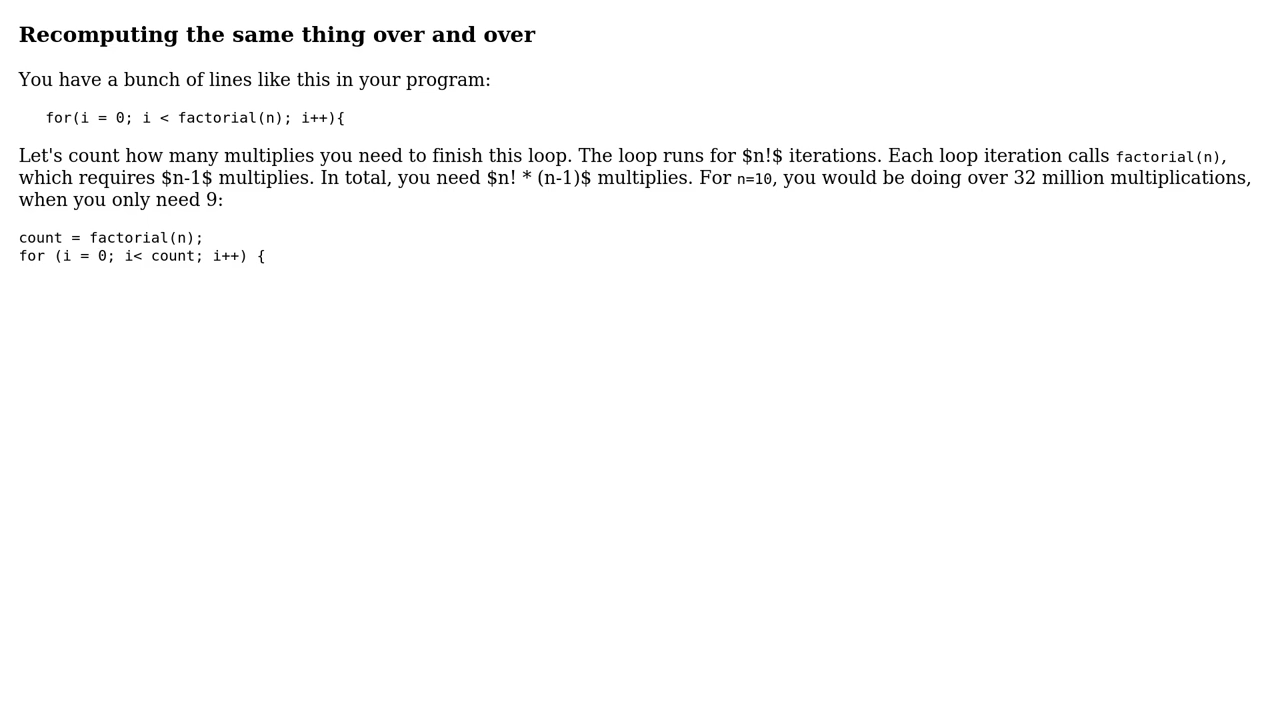 Recomputing the same thing over and over
You have a bunch of lines like this in your program:
for(i = 0; i < factorial(n); i++){
Let's count how many multiplies you need to finish this loop. The loop runs for $n!$ iterations. Each loop iteration calls factorial(n),
which requires $n-1$ multiplies. In total, you need $n! * (n-1)$ multiplies. For n=10, you would be doing over 32 million multiplications,
when you only need 9:
count = factorial(n);
for (i = 0; i< count; i++) {